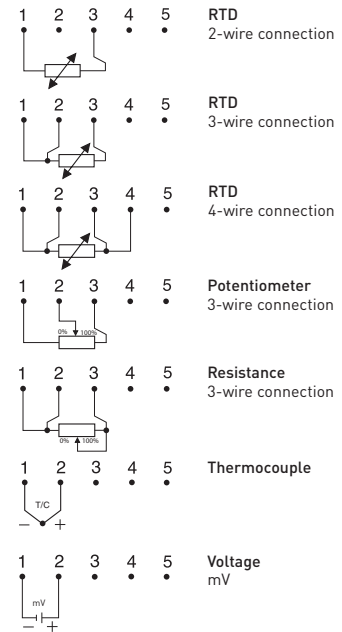 1 2 3 4 5 RTD
2-wire connection
1 2 3 4 5 RTD
3-wire connection
1 2 3 4 5 RTD
4-wire connection
1 2 3 4 5 Potentiometer
3-wire connection
0% 100%
1 2 3 4 5 Resistance
3-wire connection
0% 100%
1 2 3 4 5 Thermocouple
T/C
− +
1 2 3 4 5 Voltage
mV
mV
− +